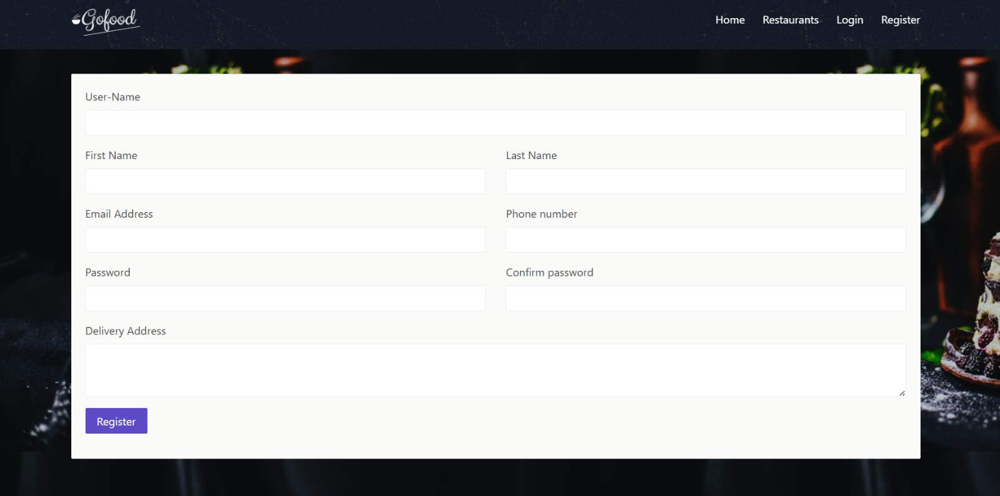 Gofood
Home Restaurants Login Register
User-Name
First Name Last Name
Email Address Phone number
Password Confirm password
Delivery Address
Register